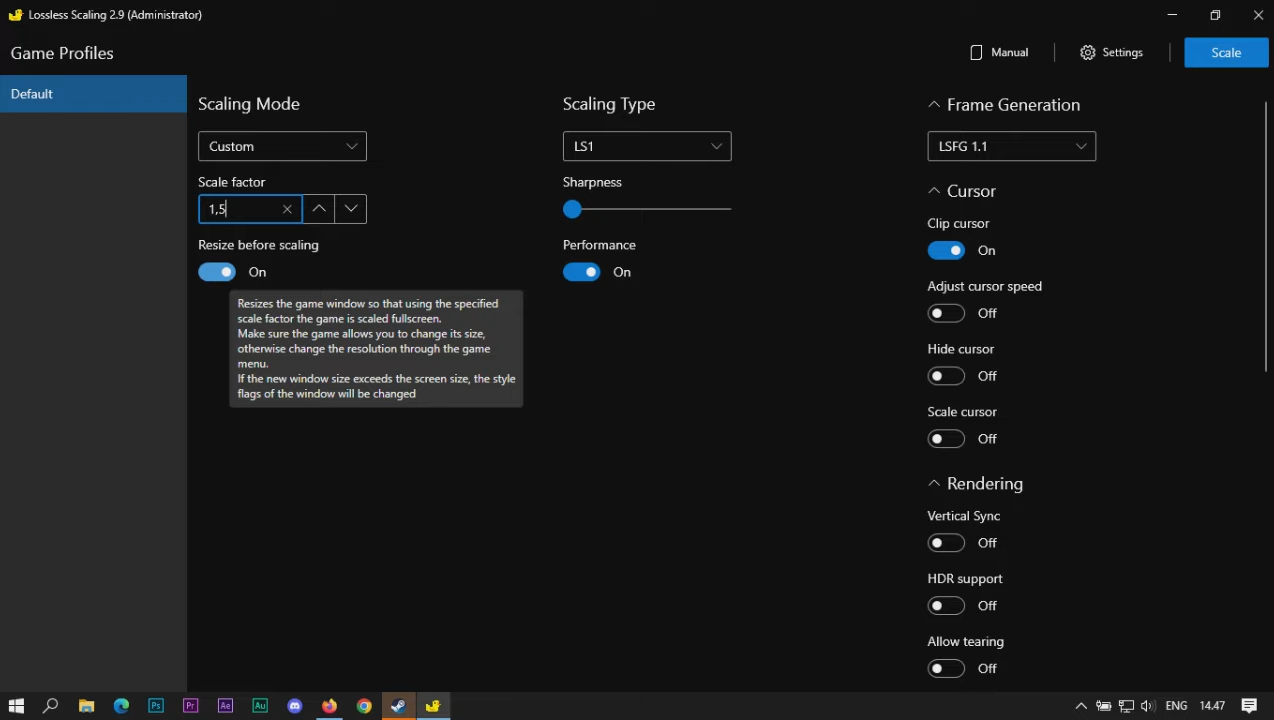 Lossless Scaling 2.9 (Administrator)
Game Profiles
Manual
Settings
Scale
Default
Scaling Mode
Custom
Scale factor
1,5
Resize before scaling
On
Resizes the game window so that using the specified
scale factor the game is scaled fullscreen.
Make sure the game allows you to change its size,
otherwise change the resolution through the game
menu.
If the new window size exceeds the screen size, the style
flags of the window will be changed
Scaling Type
LS1
Sharpness
Performance
On
Frame Generation
LSFG 1.1
Cursor
Clip cursor
On
Adjust cursor speed
Off
Hide cursor
Off
Scale cursor
Off
Rendering
Vertical Sync
Off
HDR support
Off
Allow tearing
Off
Ps
Pr
Ae
Au
ENG
14.47